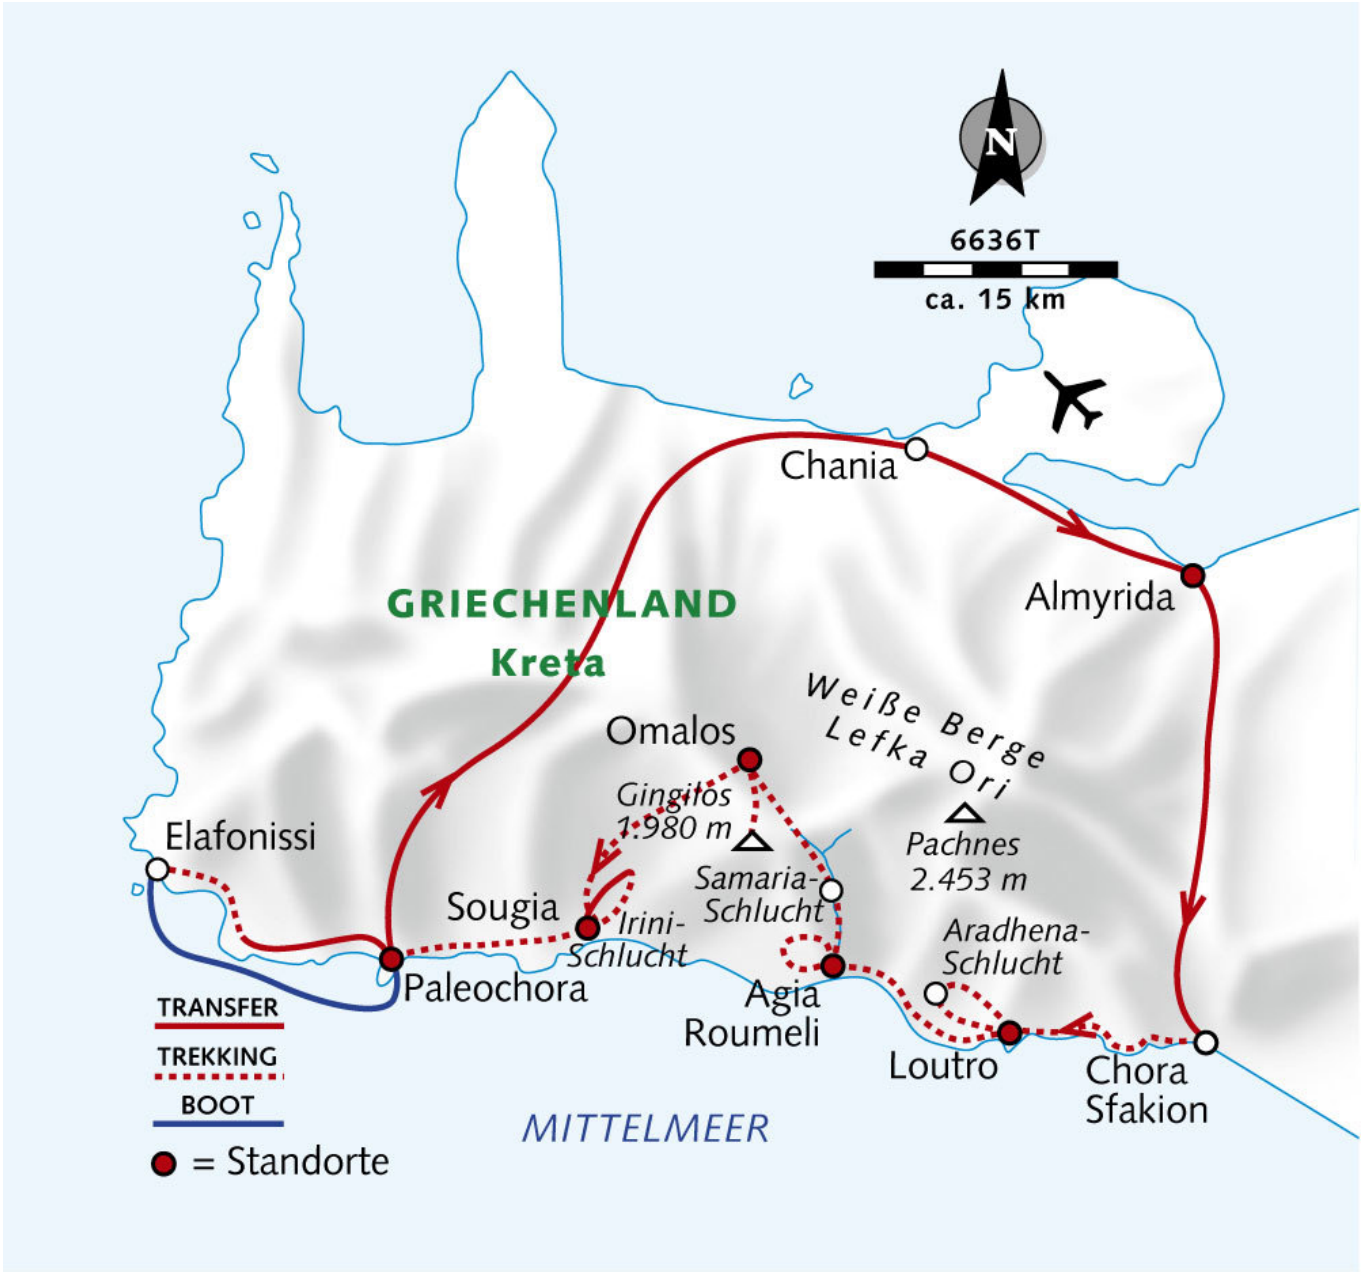 N
6636T
ca. 15 km
Chania
Almyrida
GRIECHENLAND
Kreta
Weiße Berge
Lefka Ori
Omalos
Gingilos
1.980 m
Pachnes
2.453 m
Elafonissi
Samaria-
Schlucht
Sougia
Irini-
Schlucht
Aradhena-
Schlucht
Paleochora
Agia
Roumeli
Loutro
Chora
Sfakion
TRANSFER
TREKKING
BOOT
= Standorte
MITTELMEER